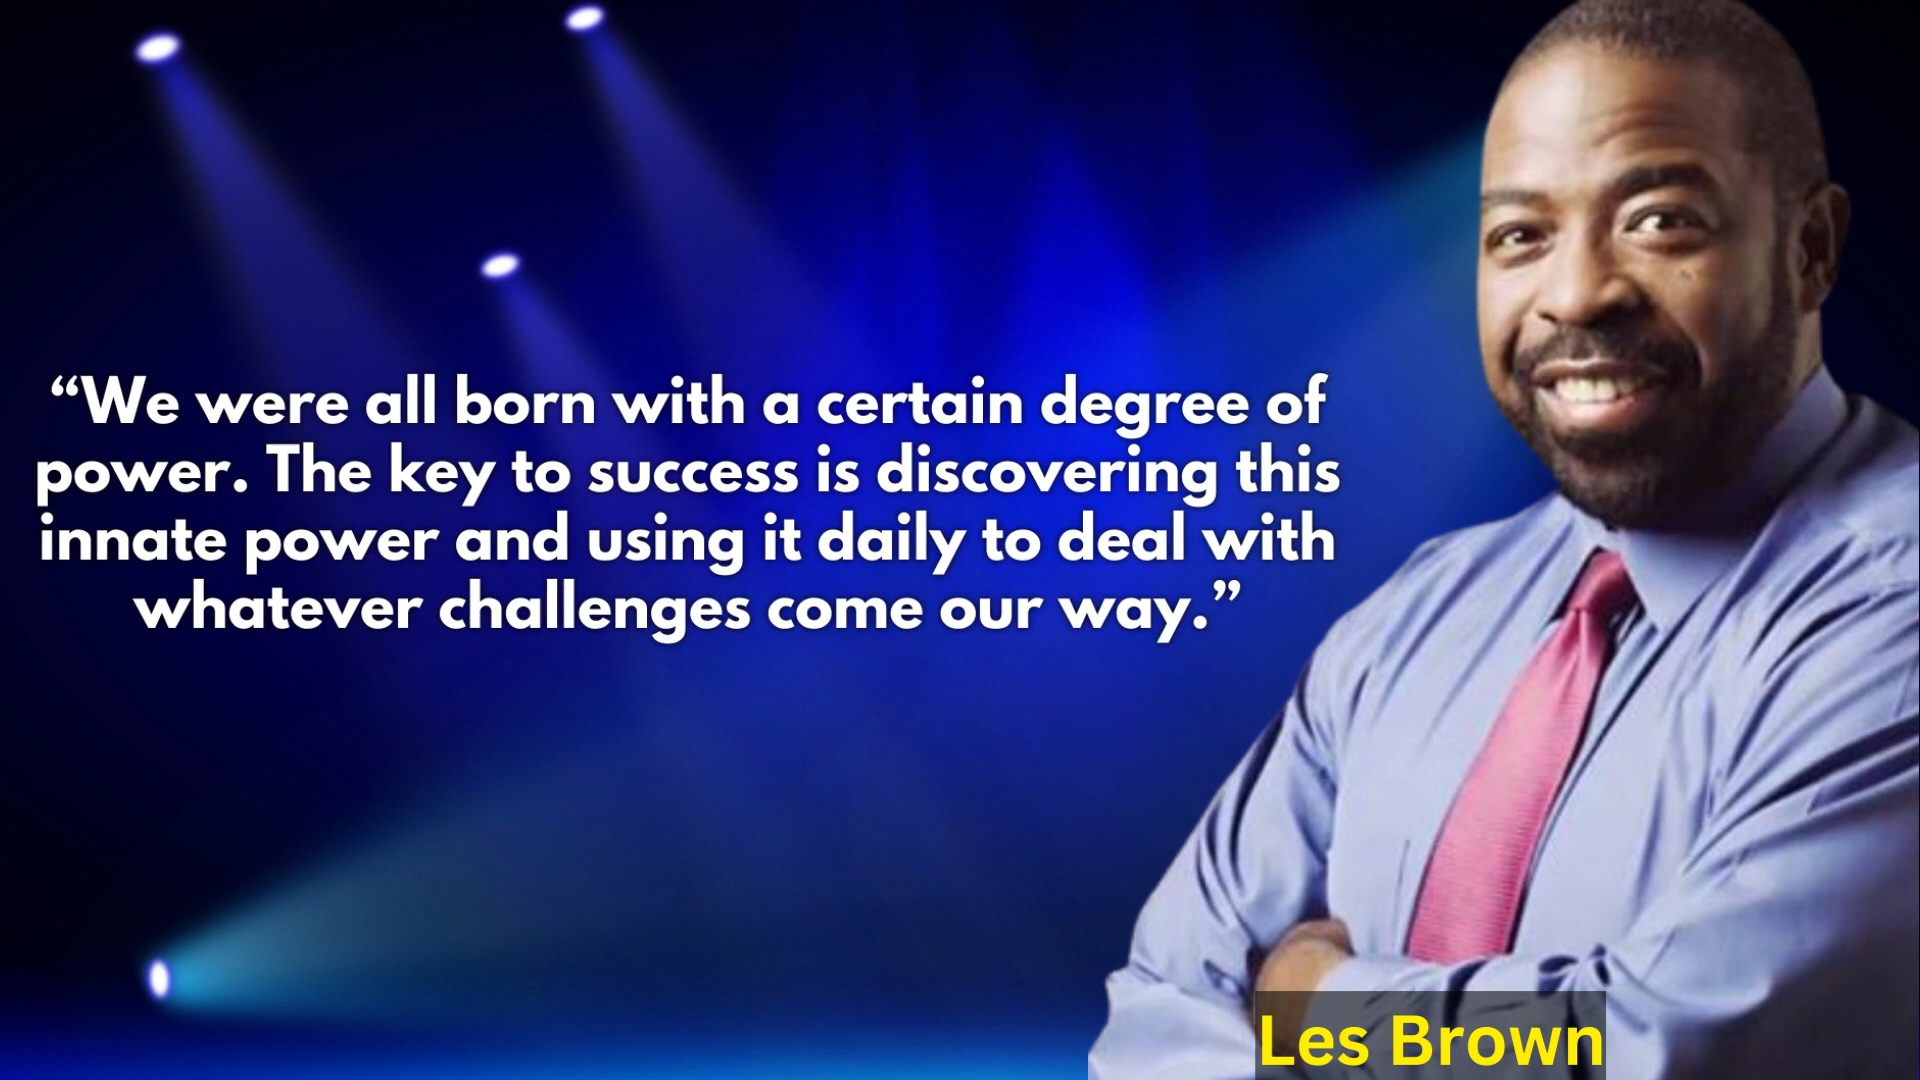 “We were all born with a certain degree of
power. The key to success is discovering this
innate power and using it daily to deal with
whatever challenges come our way.”
Les Brown